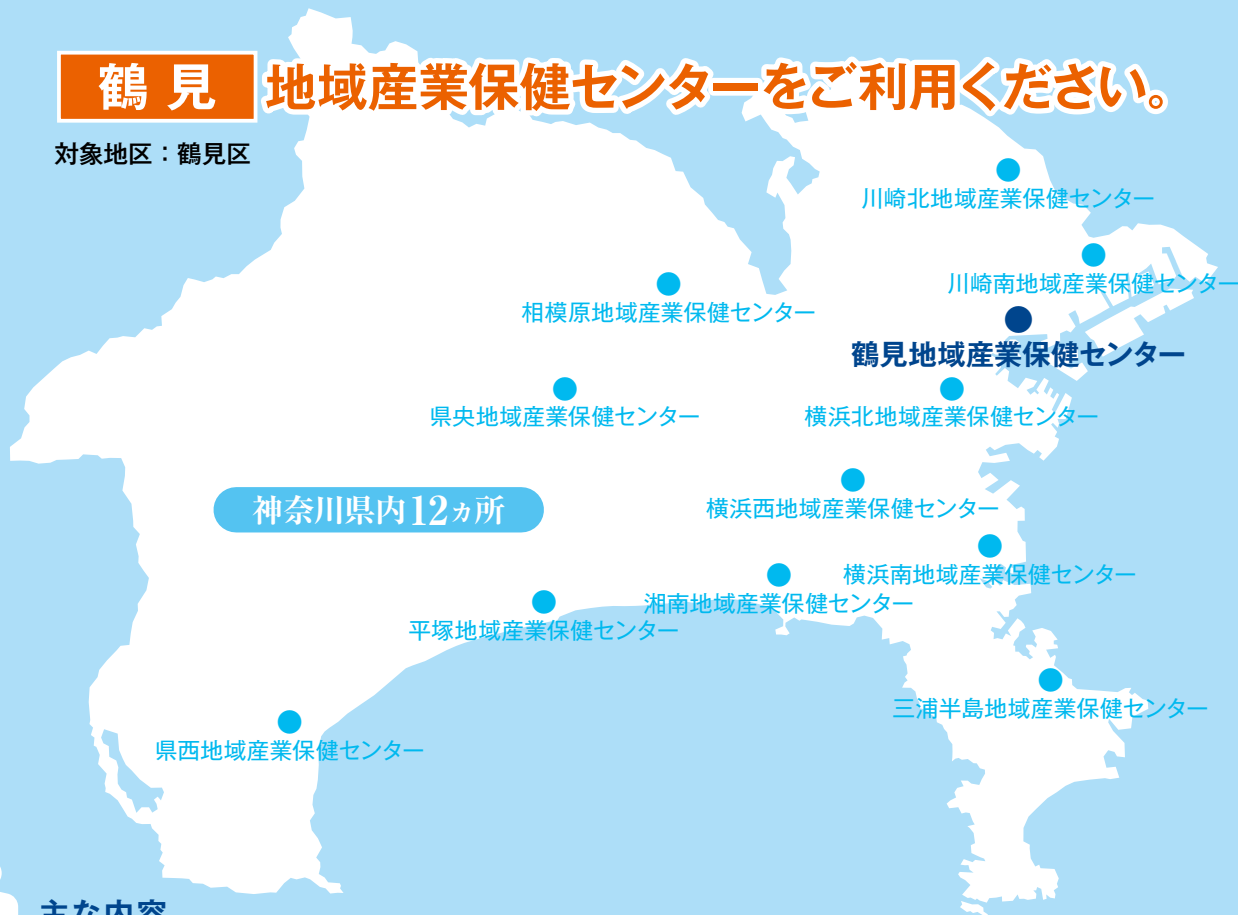 鶴見 地域産業保健センターをご利用ください。
対象地区：鶴見区
川崎北地域産業保健センター
川崎南地域産業保健センター
相模原地域産業保健センター
鶴見地域産業保健センター
県央地域産業保健センター
横浜北地域産業保健センター
神奈川県内12ヵ所
横浜西地域産業保健センター
横浜南地域産業保健センター
湘南地域産業保健センター
平塚地域産業保健センター
三浦半島地域産業保健センター
県西地域産業保健センター
主な内容